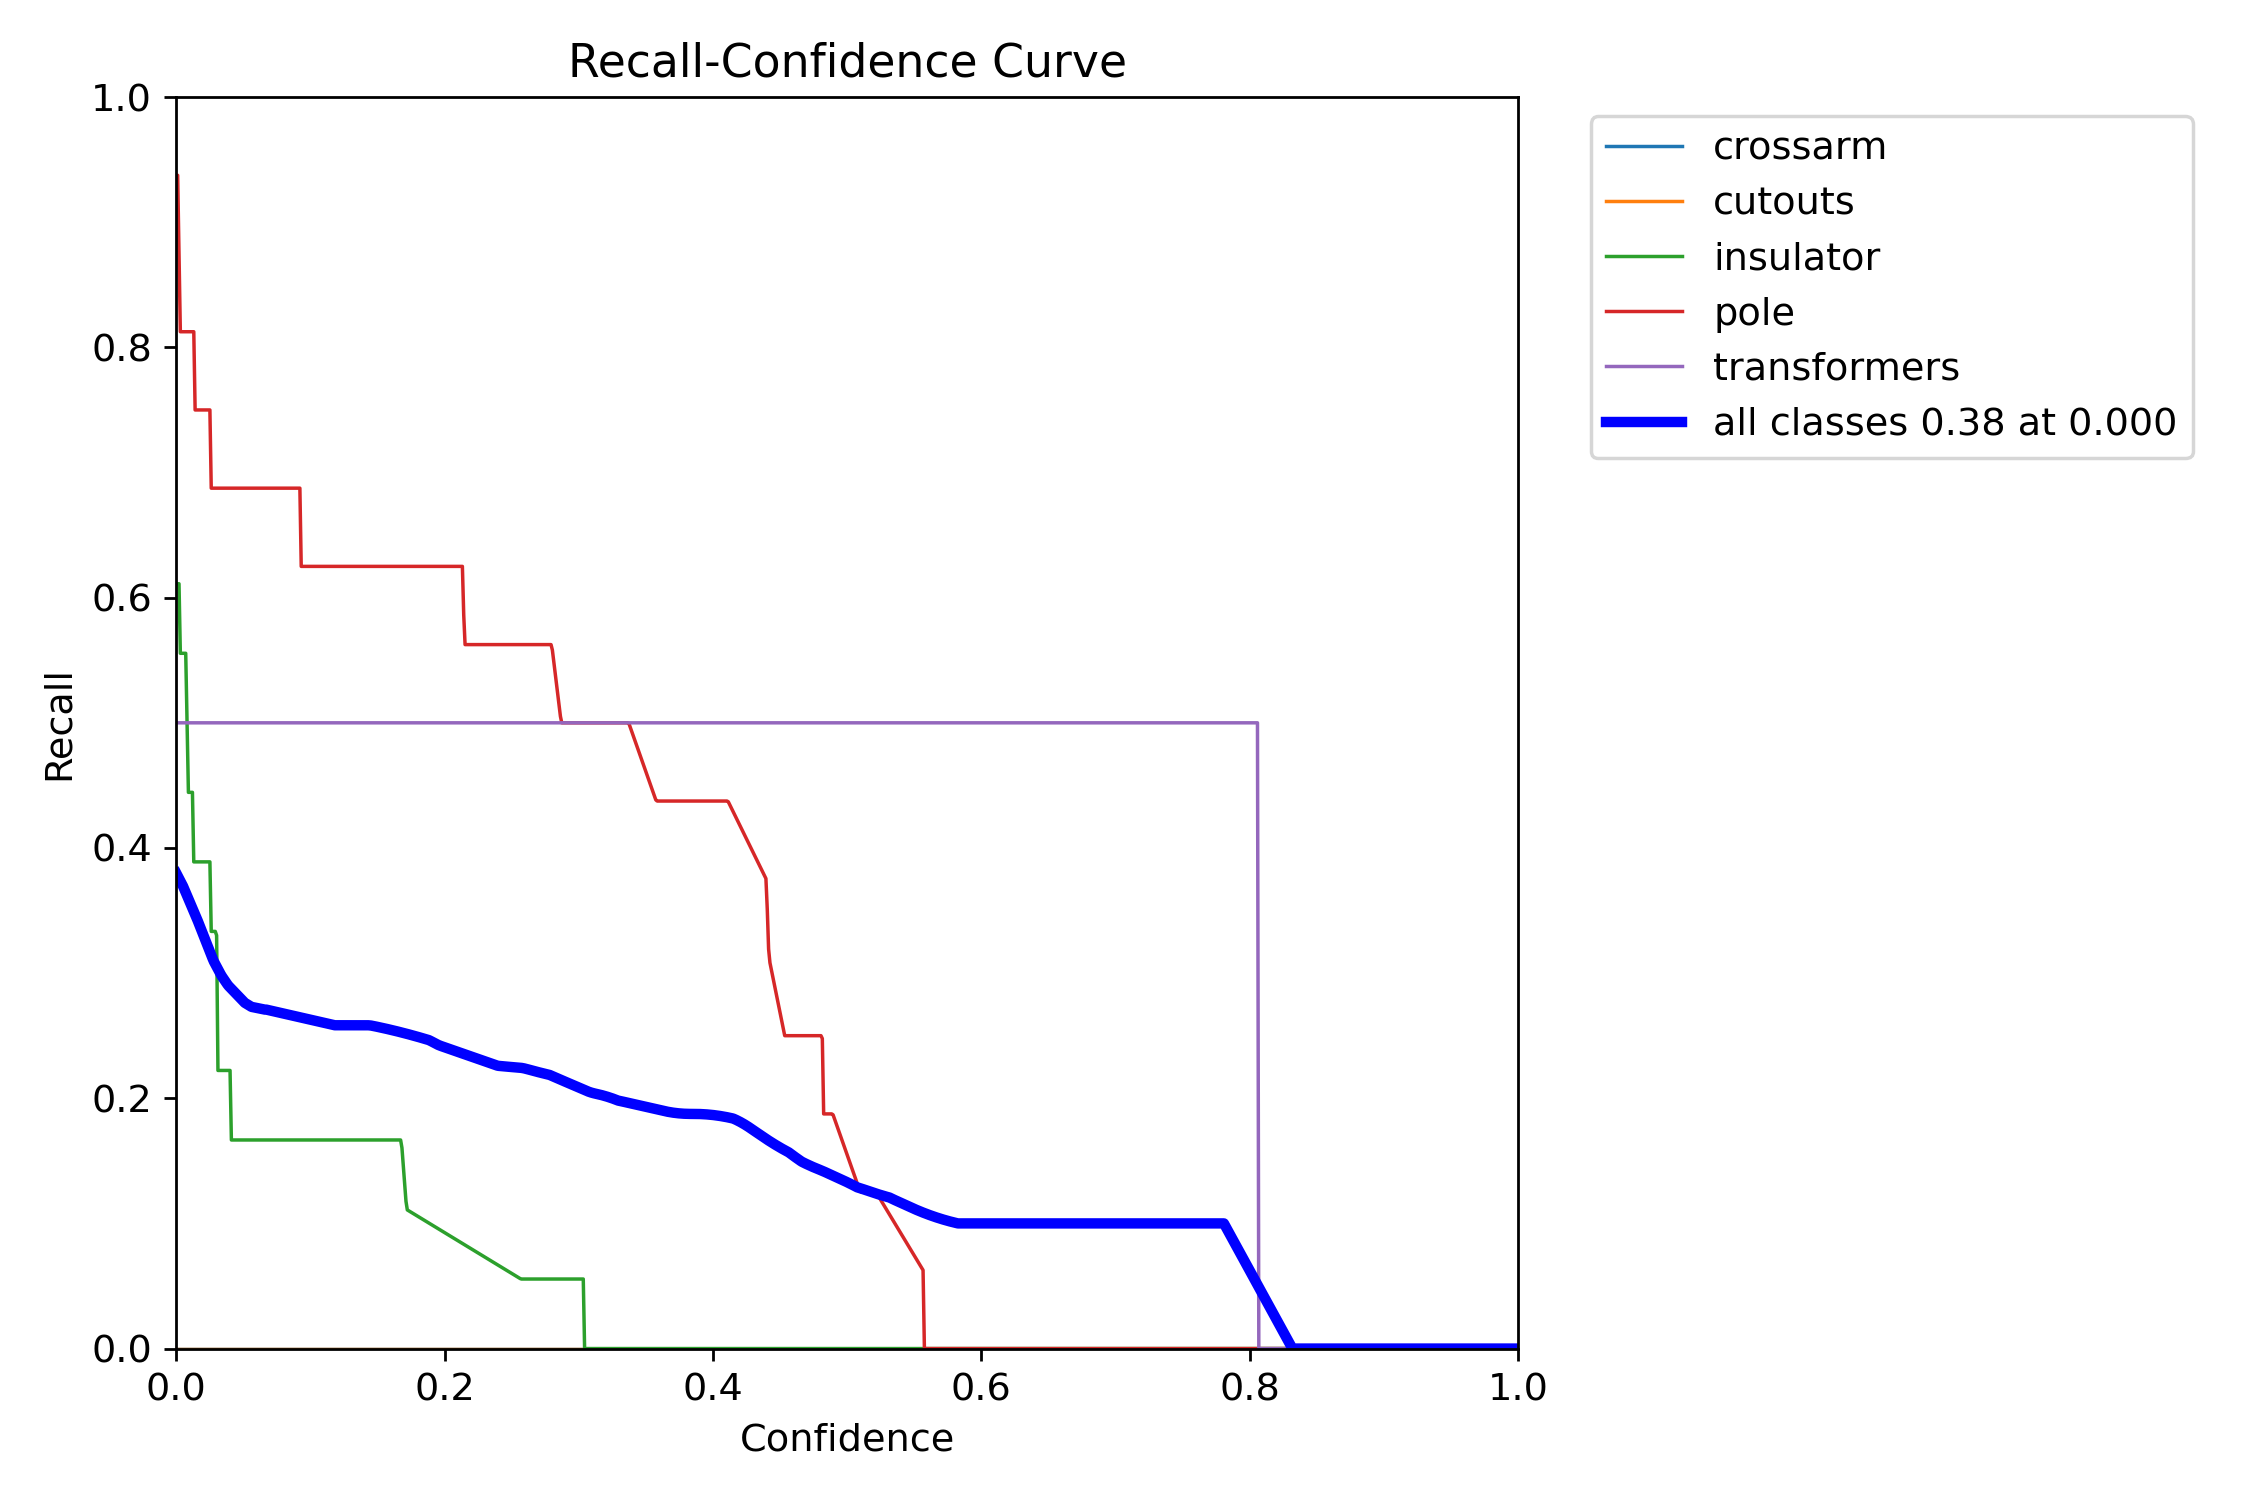 Recall-Confidence Curve
1.0
0.8
0.6
0.4
0.2
0.0
Recall
0.0 0.2 0.4 0.6 0.8 1.0
Confidence
crossarm
cutouts
insulator
pole
transformers
all classes 0.38 at 0.000